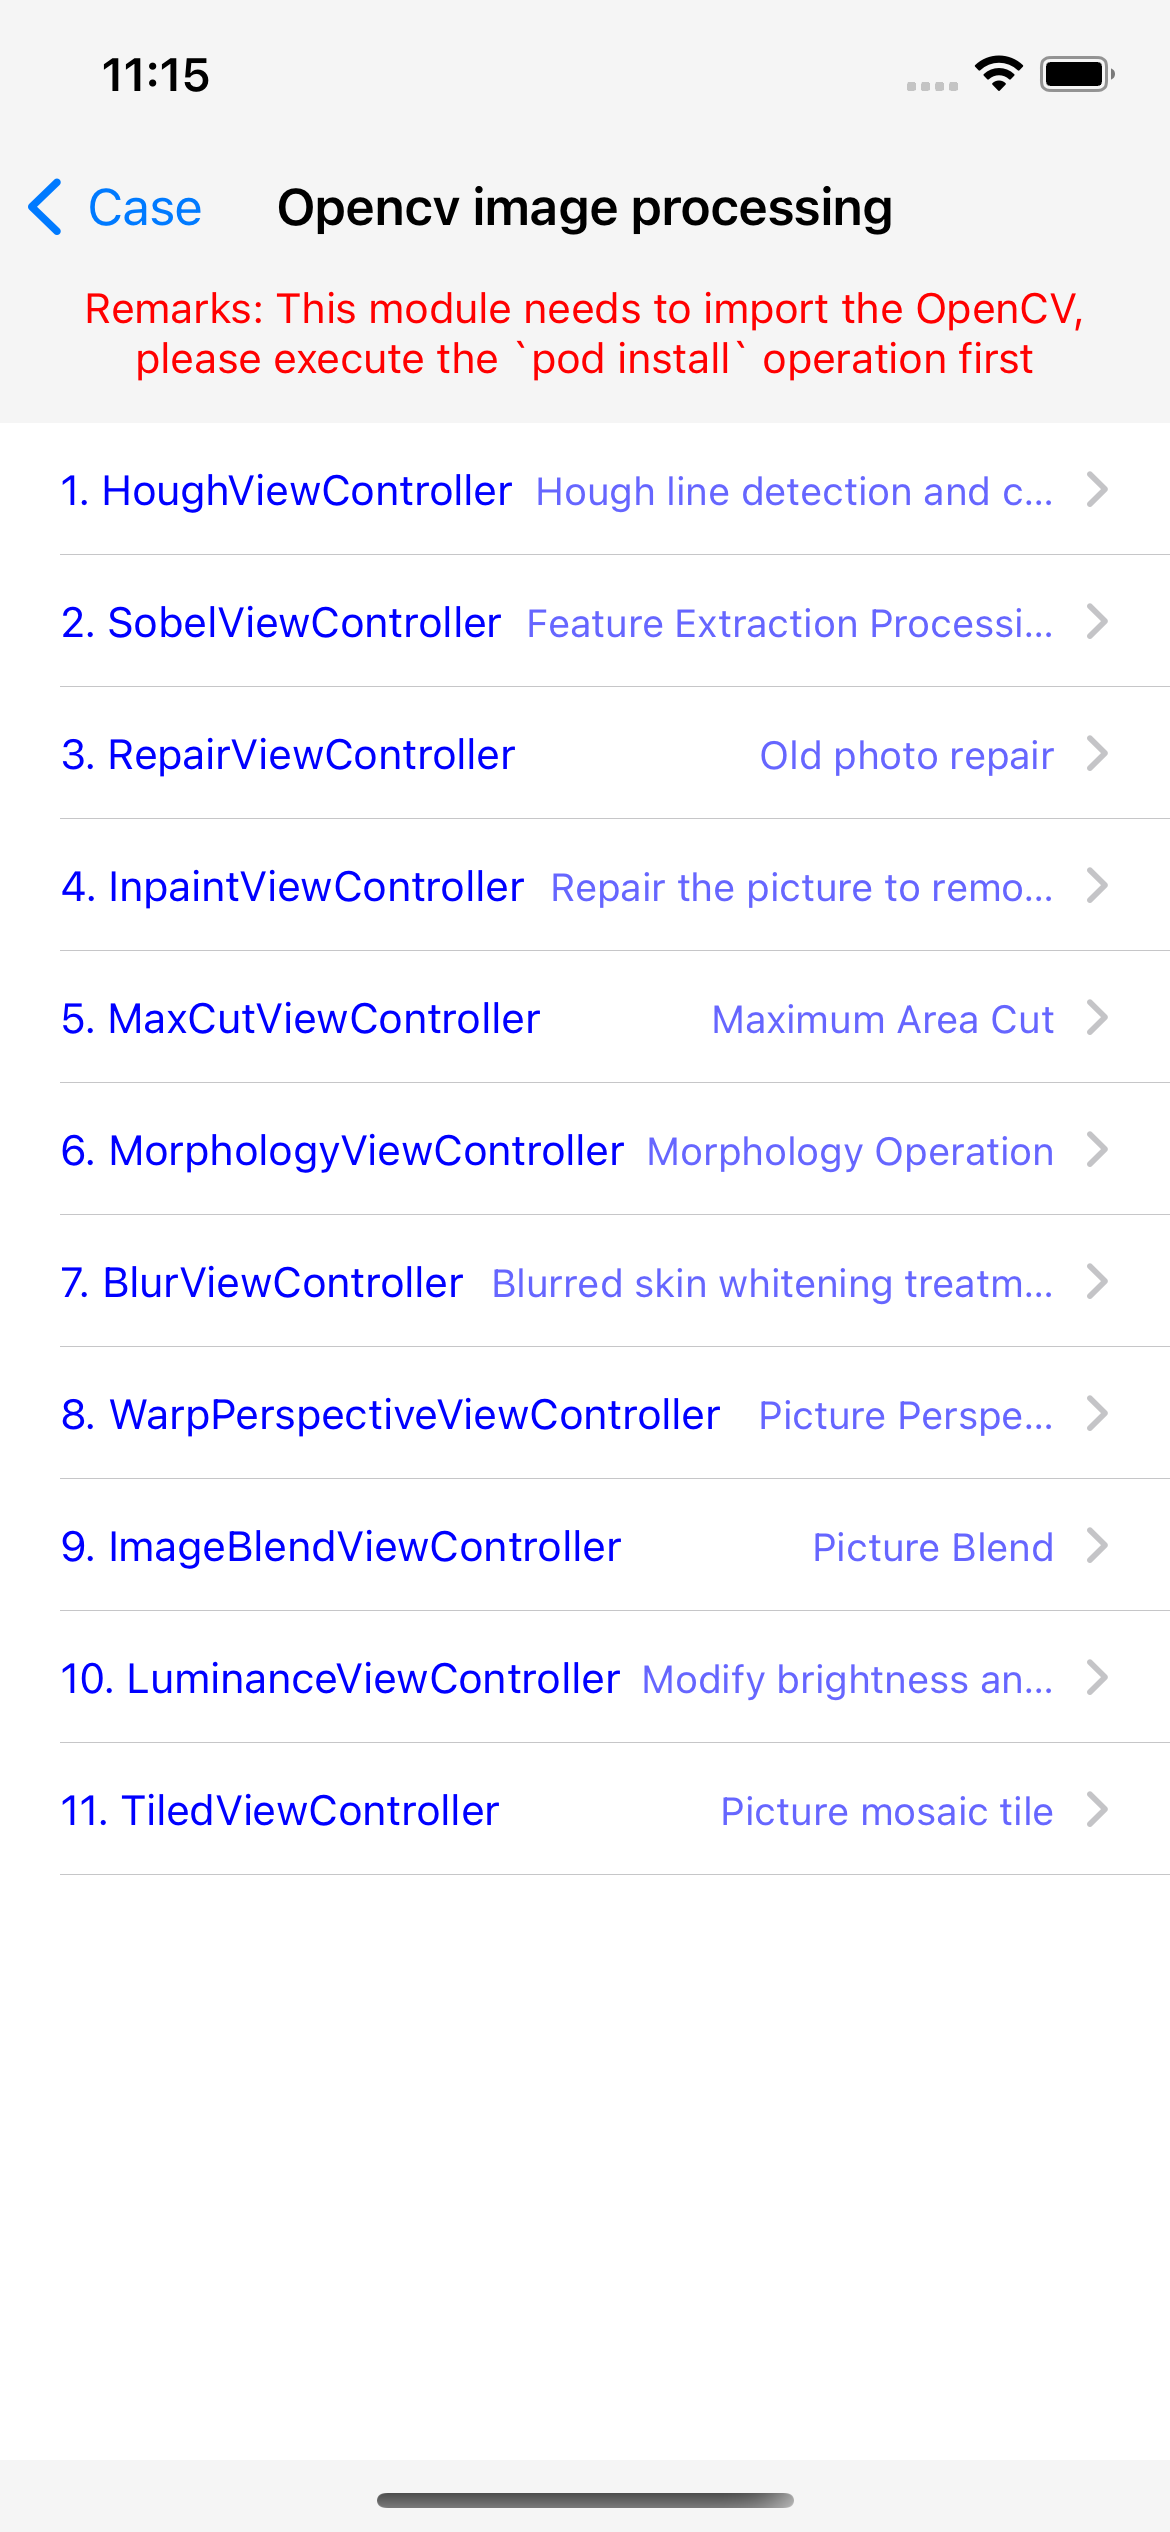 11:15
Case
Opencv image processing
Remarks: This module needs to import the OpenCV,
please execute the `pod install` operation first
1. HoughViewController Hough line detection and c...
2. SobelViewController Feature Extraction Processi...
3. RepairViewController Old photo repair
4. InpaintViewController Repair the picture to remo...
5. MaxCutViewController Maximum Area Cut
6. MorphologyViewController Morphology Operation
7. BlurViewController Blurred skin whitening treatm...
8. WarpPerspectiveViewController Picture Perspe...
9. ImageBlendViewController Picture Blend
10. LuminanceViewController Modify brightness an...
11. TiledViewController Picture mosaic tile